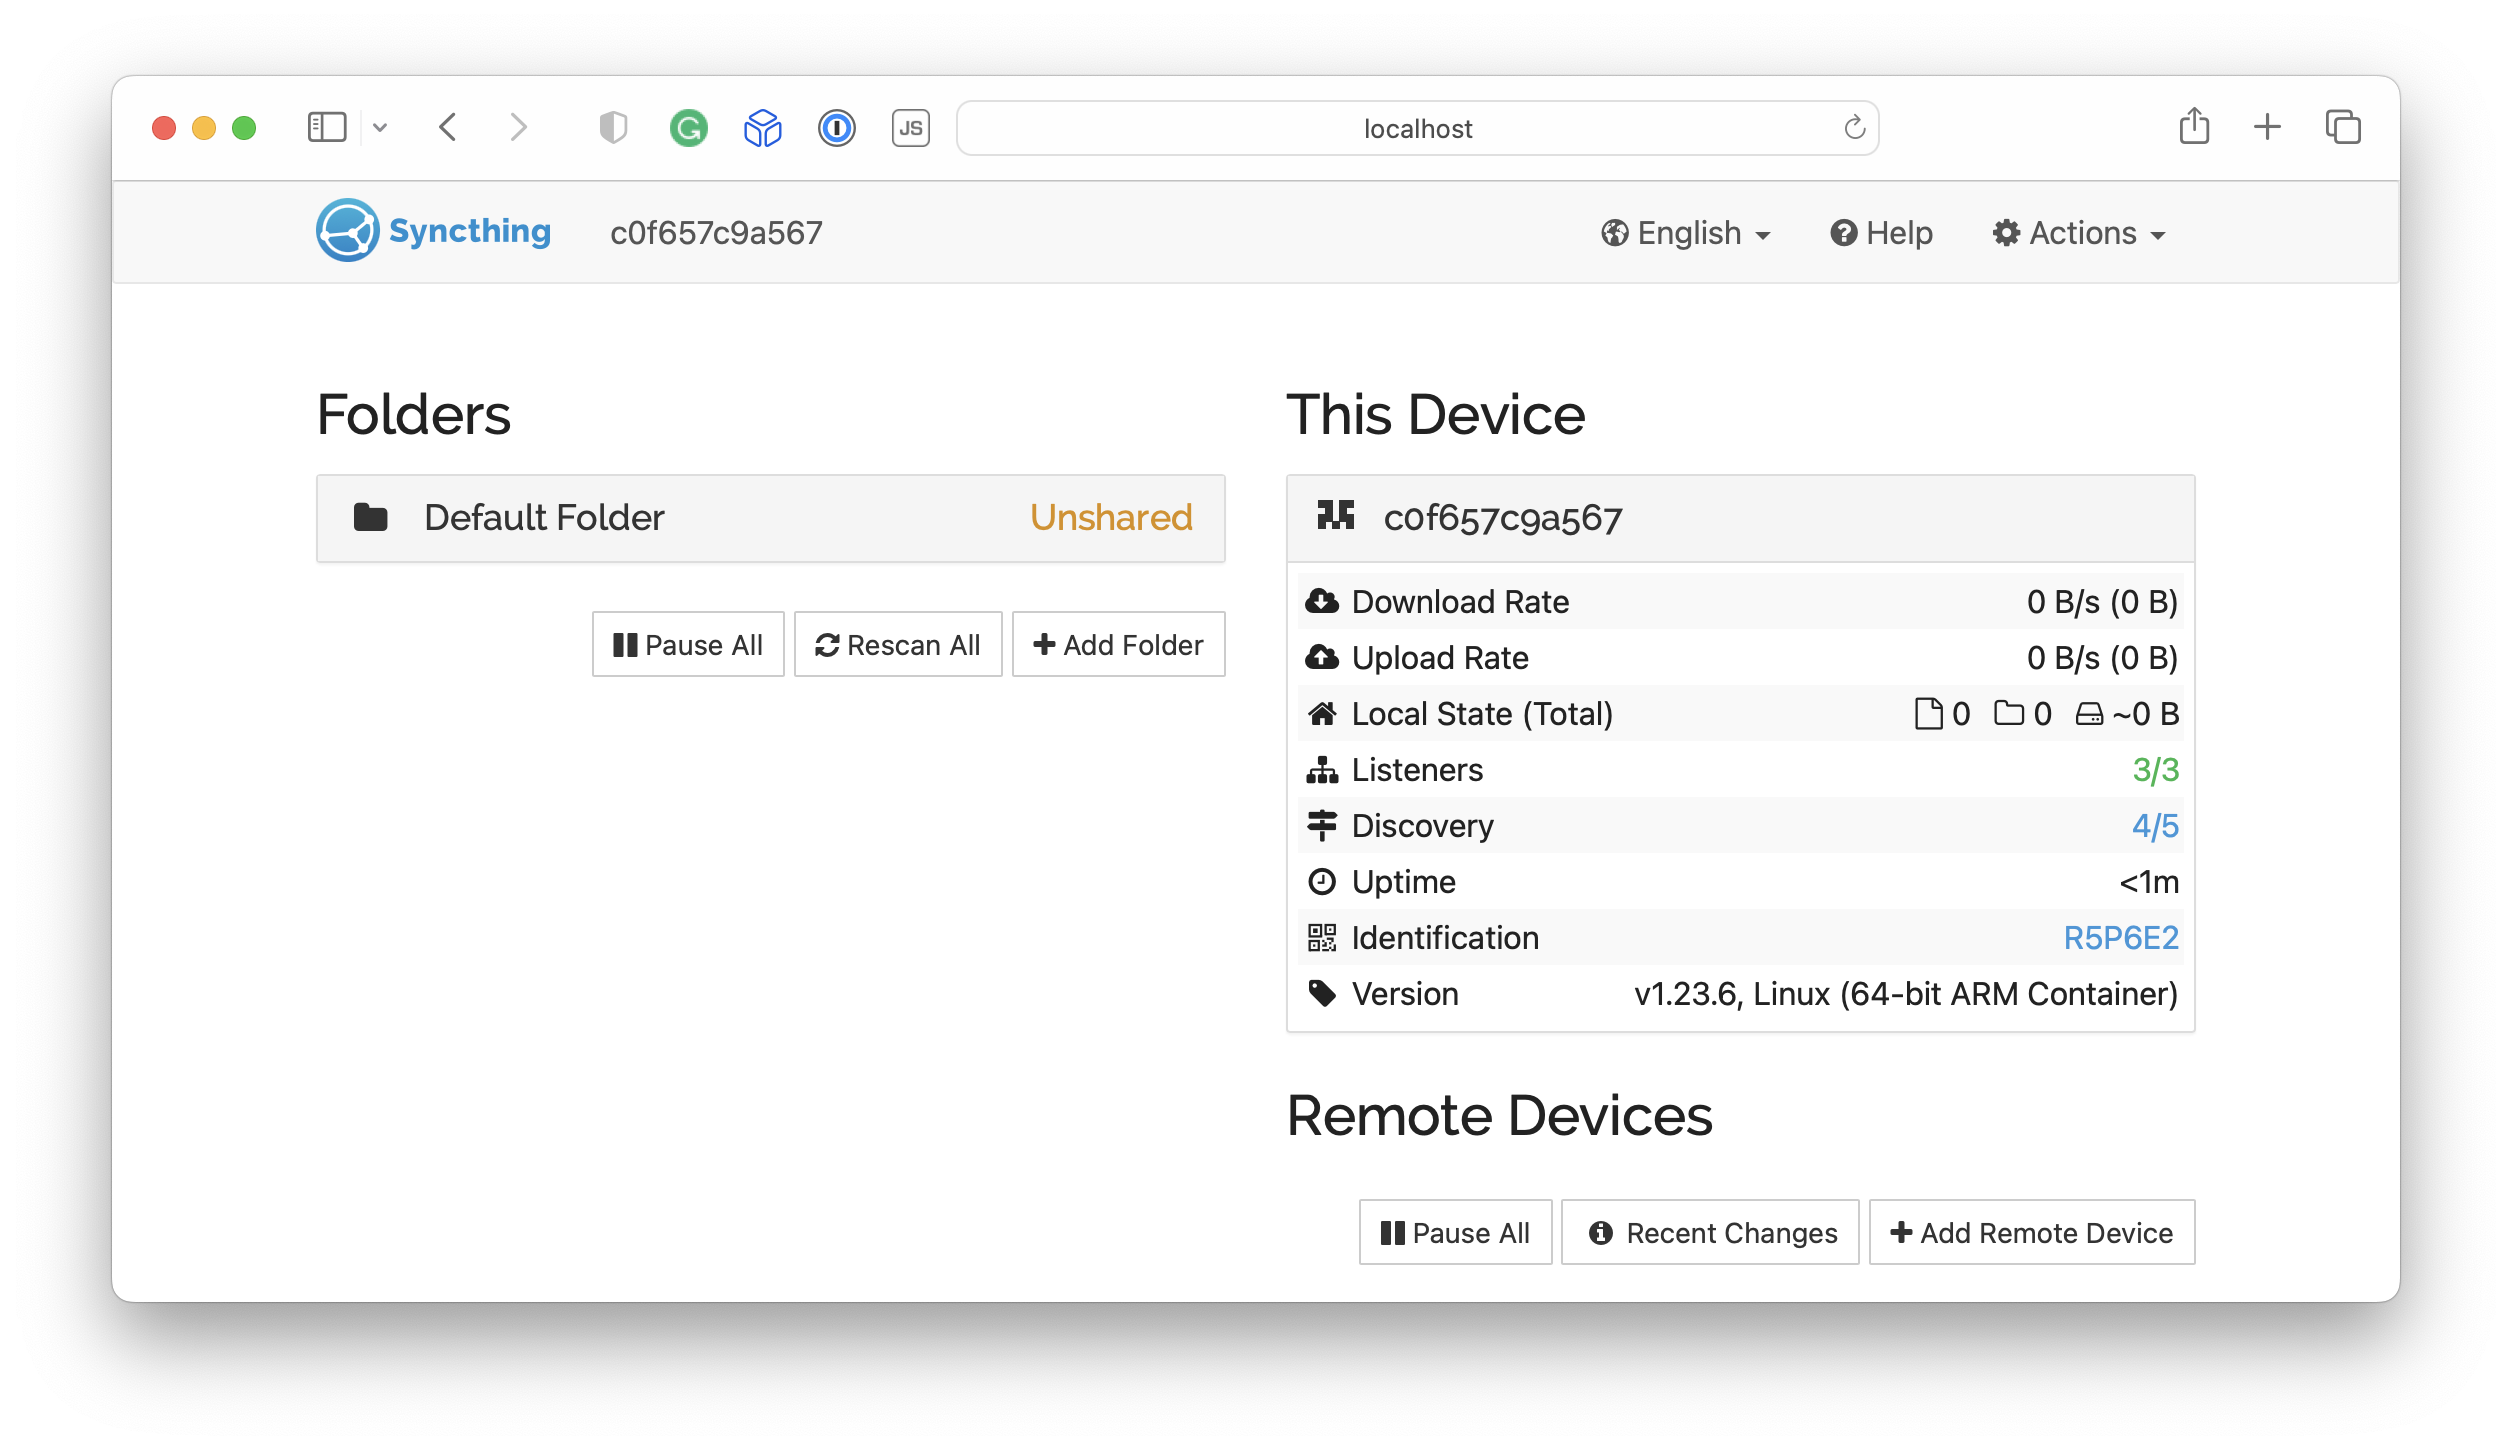 JS
localhost
Syncthing
c0f657c9a567
English
Help
Actions
Folders
Default Folder
Unshared
Pause All
Rescan All
Add Folder
This Device
c0f657c9a567
Download Rate
0 B/s (0 B)
Upload Rate
0 B/s (0 B)
Local State (Total)
0 0 ~0 B
Listeners
3/3
Discovery
4/5
Uptime
<1m
Identification
R5P6E2
Version
v1.23.6, Linux (64-bit ARM Container)
Remote Devices
Pause All
Recent Changes
Add Remote Device